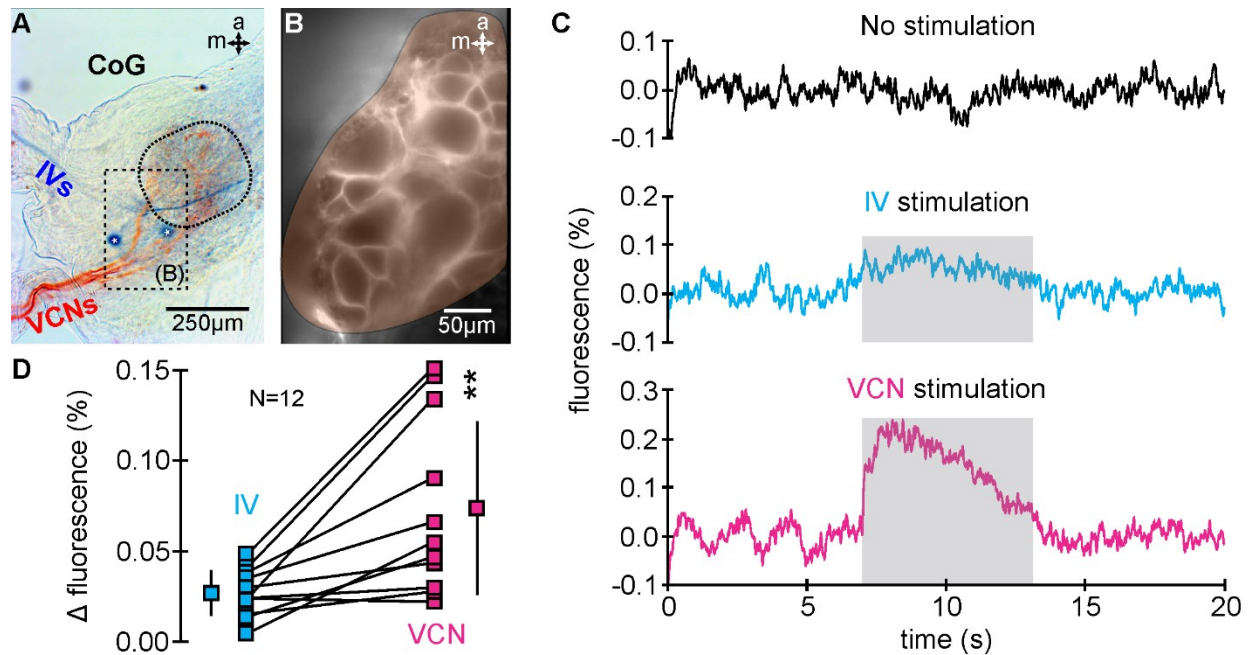 A
a
m
CoG
IVs
(B)
VCNs
250µm
B
a
m
50µm
C
No stimulation
0.1
0.0
-0.1
IV stimulation
0.2
0.1
0.0
-0.1
VCN stimulation
0.3
0.2
0.1
0.0
-0.1
fluorescence (%)
0 5 10 15 20
time (s)
D
0.15
0.10
0.05
0.00
Δ fluorescence (%)
N=12
IV
VCN
**